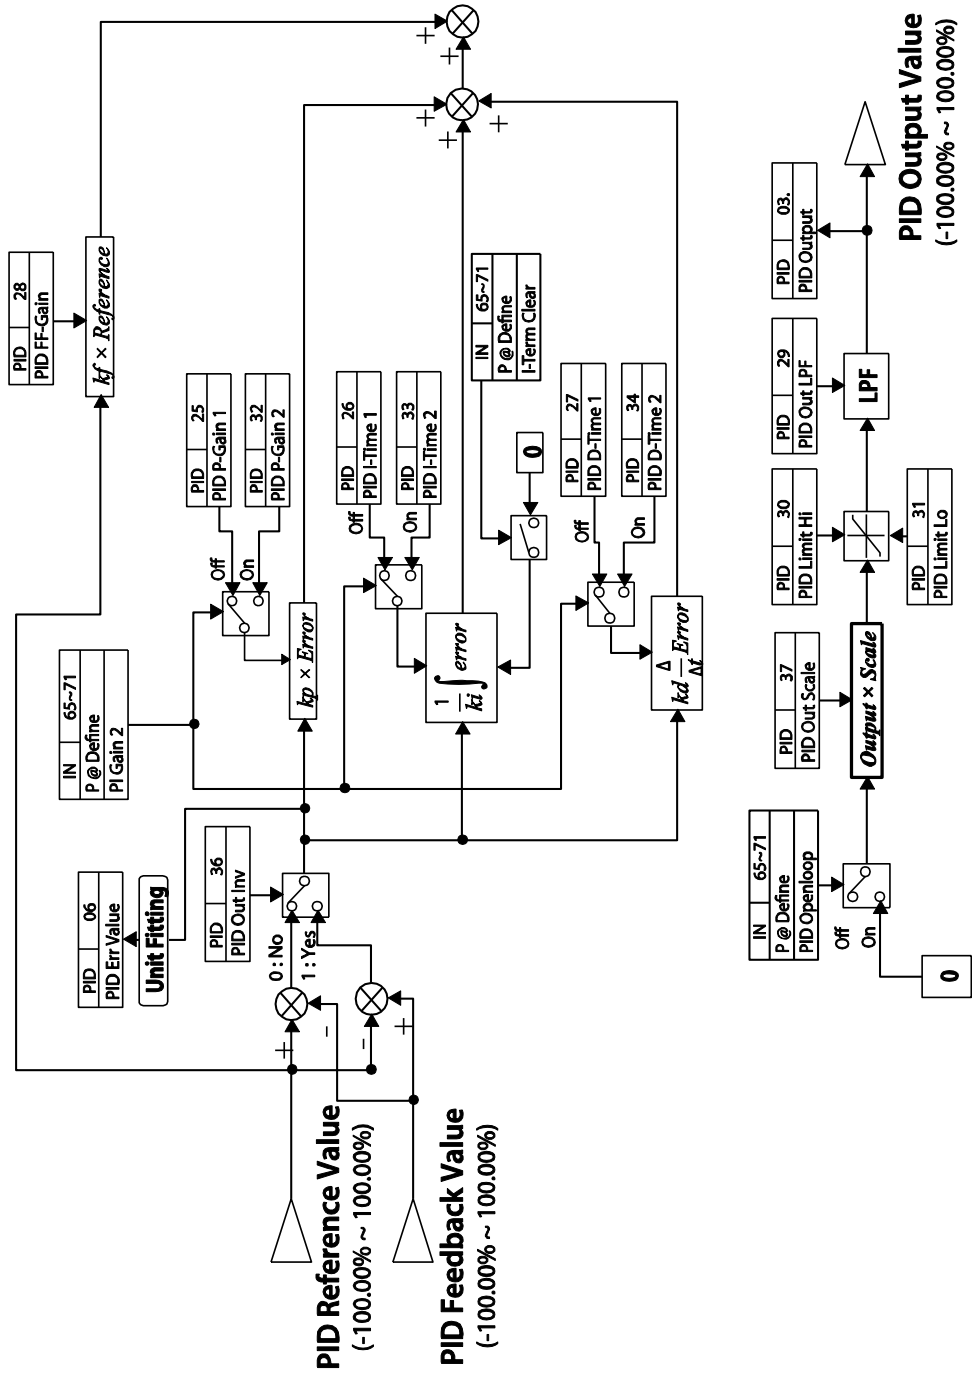 PID 28
PID FF-Gain
kf × Reference
IN 65~71
P @ Define
PI Gain 2
PID 25
PID P-Gain 1
PID 32
PID P-Gain 2
Off
On
kp × Error
PID 06
PID Err Value
Unit Fitting
PID 36
PID Out Inv
0 : No
1 : Yes
+
-
-
+
PID Reference Value
(-100.00% ~ 100.00%)
PID Feedback Value
(-100.00% ~ 100.00%)
PID 26
PID I-Time 1
PID 33
PID I-Time 2
Off
On
1/ki ∫ error
IN 65~71
P @ Define
I-Term Clear
0
PID 27
PID D-Time 1
PID 34
PID D-Time 2
Off
On
kd Δ/Δt Error
+
+
+
+
+
IN 65~71
P @ Define
PID Openloop
Off
On
0
PID 37
PID Out Scale
Output × Scale
PID 30
PID Limit Hi
PID 31
PID Limit Lo
PID 29
PID Out LPF
LPF
PID 03.
PID Output
PID Output Value
(-100.00% ~ 100.00%)